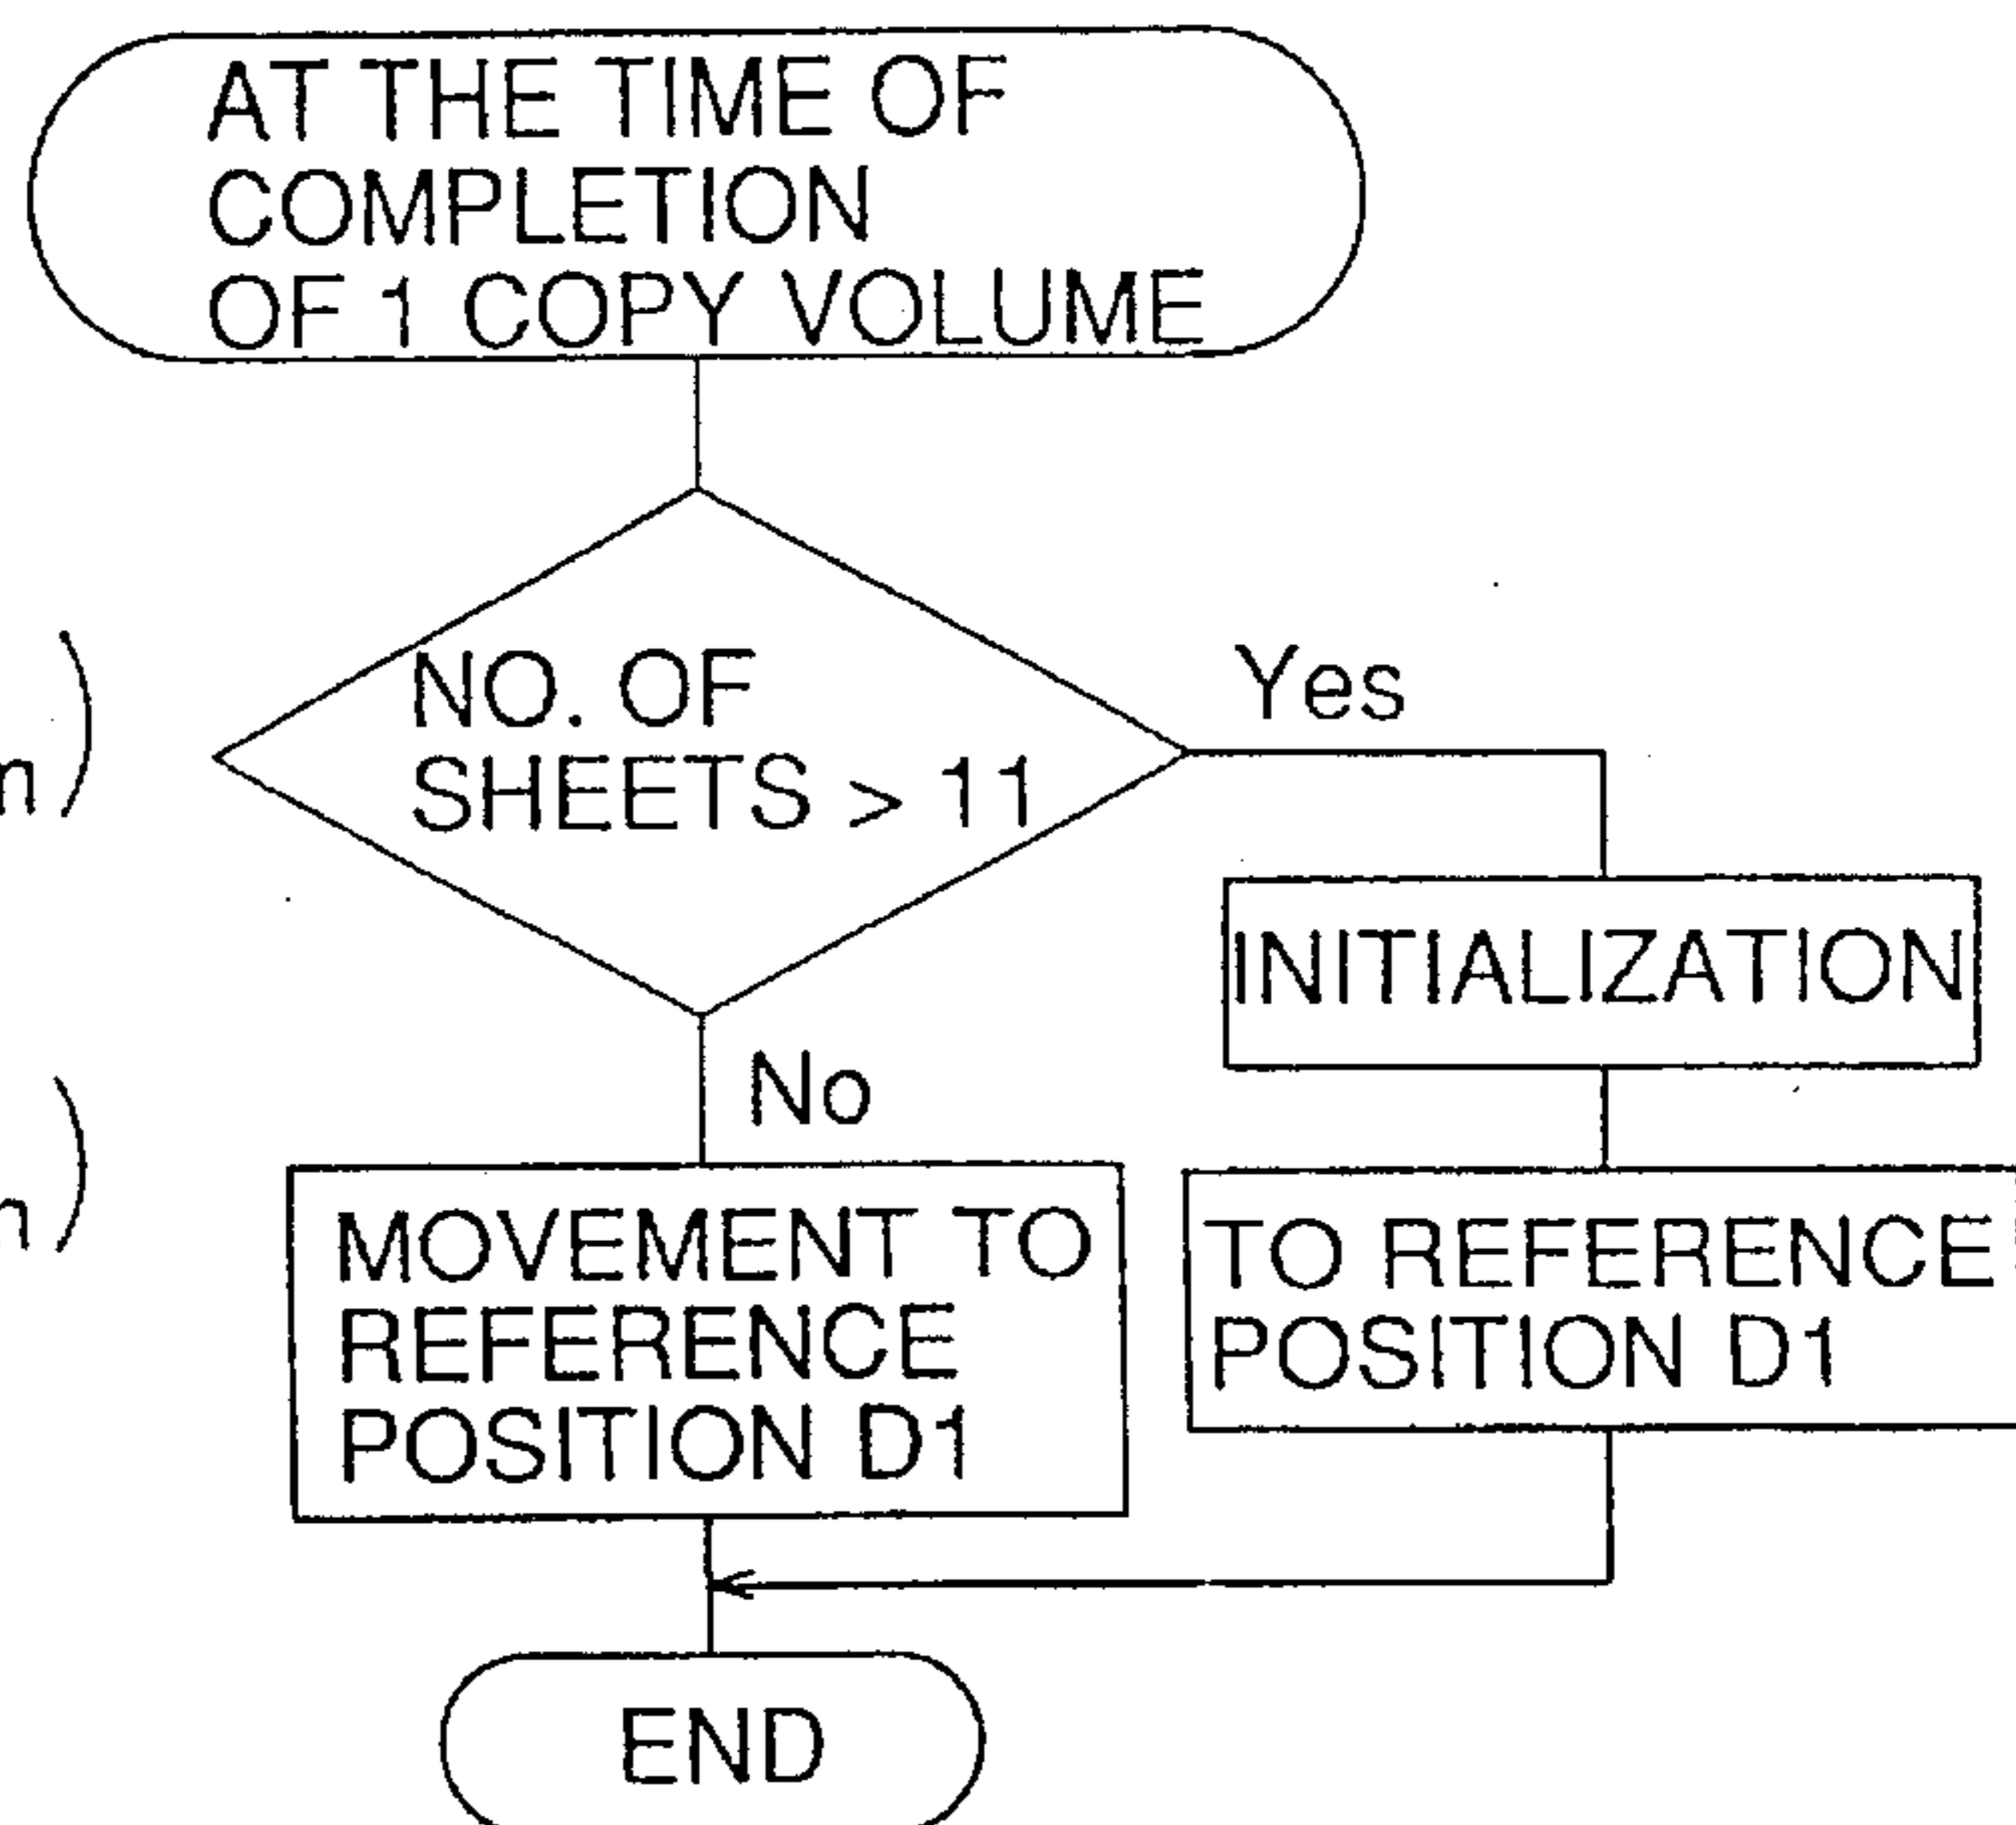 AT THE TIME OF
COMPLETION
OF 1 COPY VOLUME
NO. OF
SHEETS > 11
Yes
INITIALIZATION
No
MOVEMENT TO
REFERENCE
POSITION D1
TO REFERENCE
POSITION D1
END